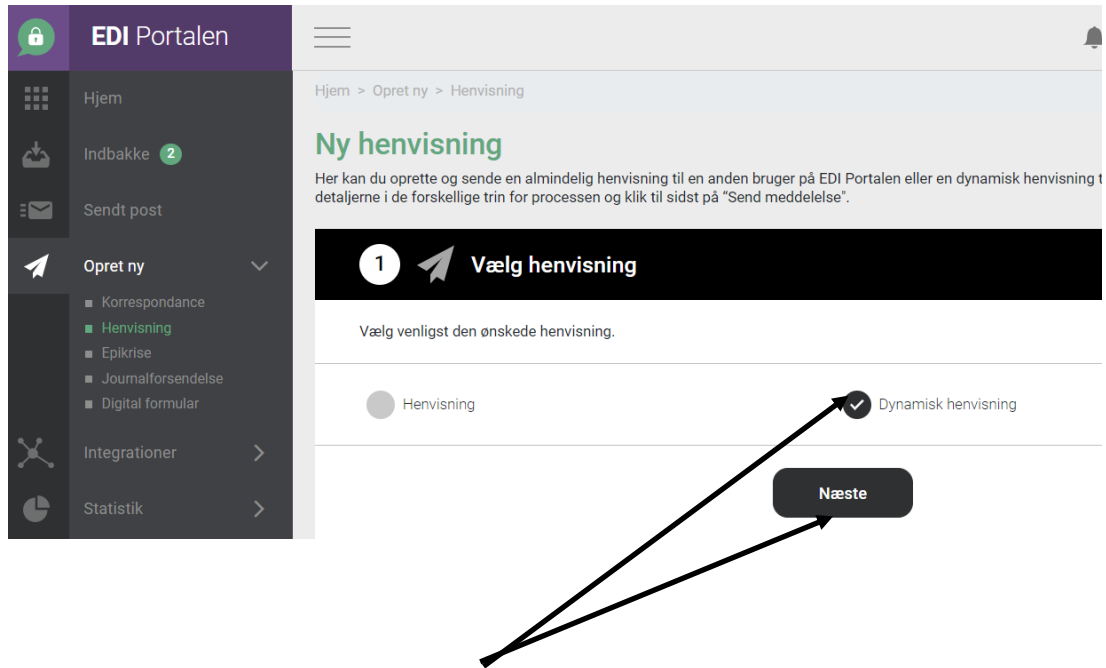 EDI Portalen
Hjem
Indbakke 2
Sendt post
Opret ny
Korrespondance
Henvisning
Epikrise
Journalforsendelse
Digital formular
Integrationer
Statistik
Hjem > Opret ny > Henvisning
Ny henvisning
Her kan du oprette og sende en almindelig henvisning til en anden bruger på EDI Portalen eller en dynamisk henvisning t
detaljerne i de forskellige trin for processen og klik til sidst på “Send meddelelse".
1 Vælg henvisning
Vælg venligst den ønskede henvisning.
Henvisning
Dynamisk henvisning
Næste